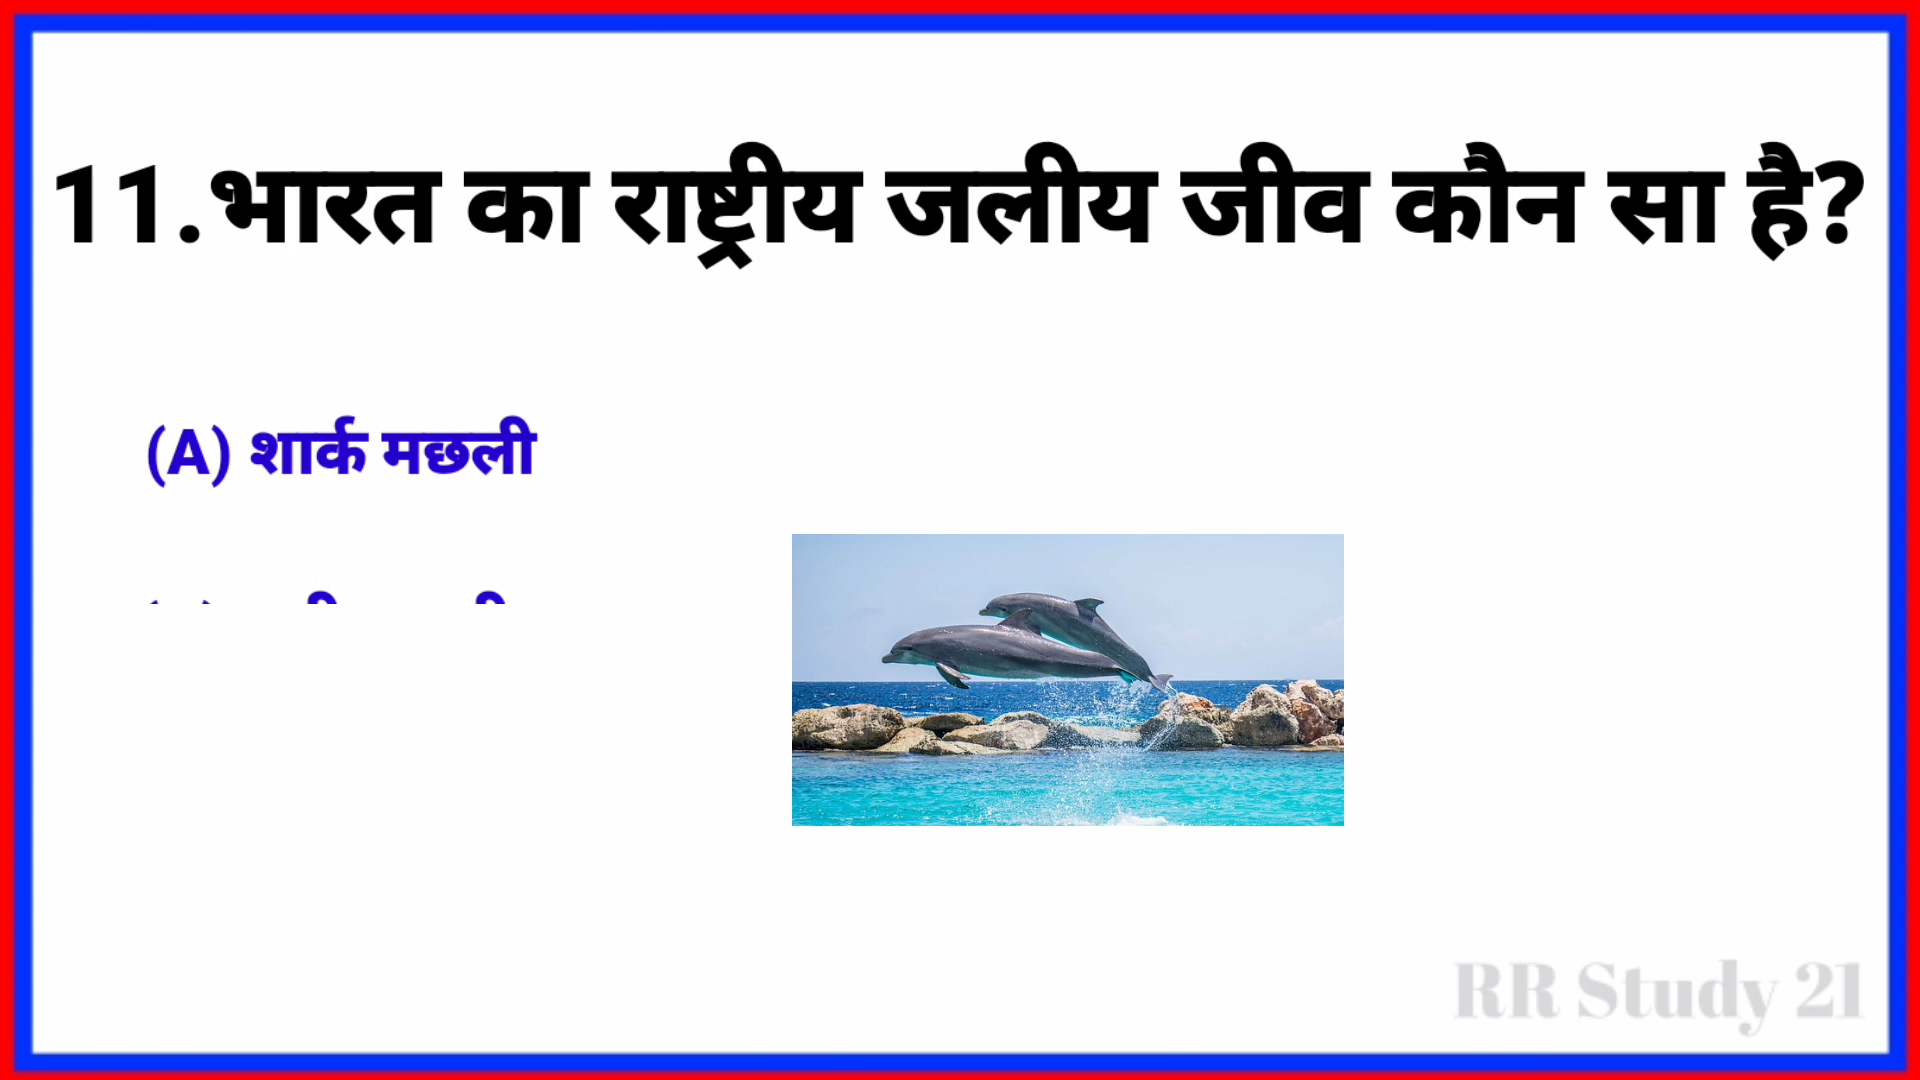 11.भारत का राष्ट्रीय जलीय जीव कौन सा है?
(A) शार्क मछली
RR Study 21